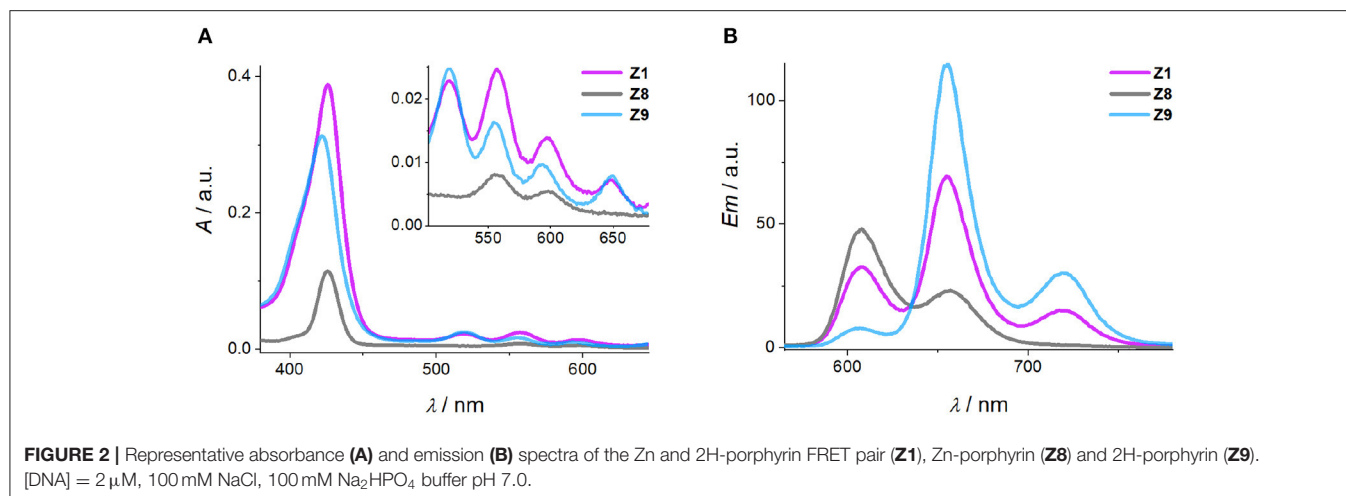 A
B
0.4
0.2
0.0
A / a.u.
400
500
600
λ / nm
0.02
0.01
0.00
550
600
650
Z1
Z8
Z9
100
50
0
Em / a.u.
600
700
λ / nm
Z1
Z8
Z9
FIGURE 2 | Representative absorbance (A) and emission (B) spectra of the Zn and 2H-porphyrin FRET pair (Z1), Zn-porphyrin (Z8) and 2H-porphyrin (Z9).
[DNA] = 2 μM, 100 mM NaCl, 100 mM Na₂HPO₄ buffer pH 7.0.